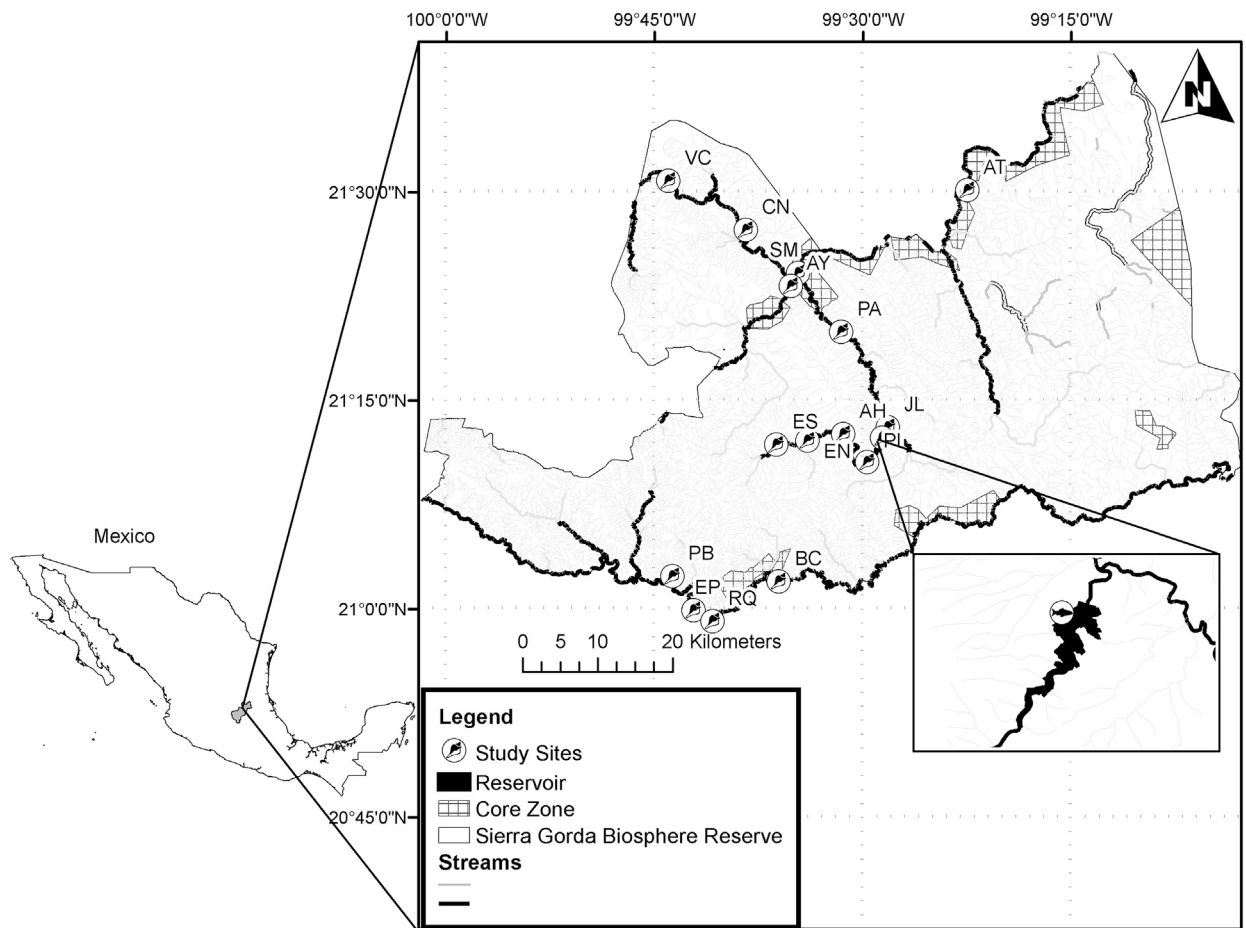 100°0'0"W 99°45'0"W 99°30'0"W 99°15'0"W
N
VC
AT
21°30'0"N
CN
SM
AY
PA
21°15'0"N
JL
AH
ES
PI
EN
Mexico
PB
BC
EP
21°0'0"N
RQ
0 5 10 20 Kilometers
Legend
Study Sites
Reservoir
Core Zone
20°45'0"N
Sierra Gorda Biosphere Reserve
Streams